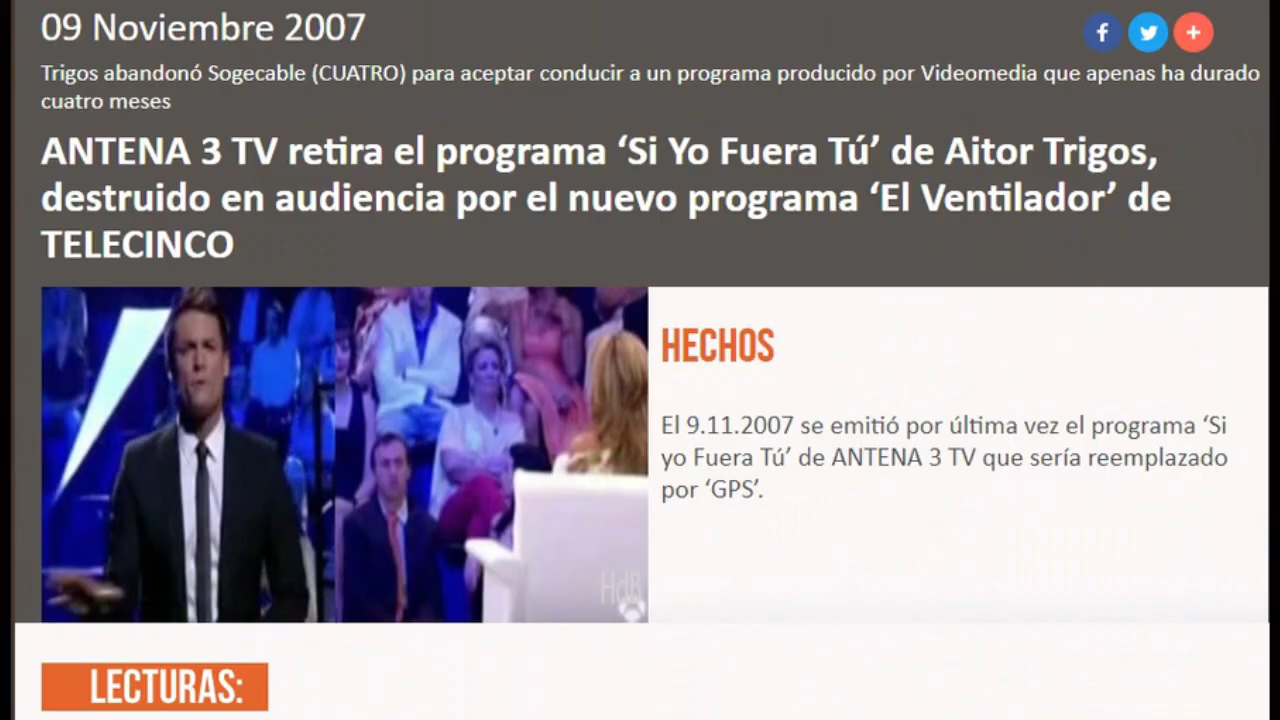 09 Noviembre 2007
Trigos abandonó Sogecable (CUATRO) para aceptar conducir a un programa producido por Videomedia que apenas ha durado
cuatro meses
ANTENA 3 TV retira el programa ‘Si Yo Fuera Tú’ de Aitor Trigos,
destruido en audiencia por el nuevo programa ‘El Ventilador’ de
TELECINCO
HECHOS
El 9.11.2007 se emitió por última vez el programa ‘Si
yo Fuera Tú’ de ANTENA 3 TV que sería reemplazado
por ‘GPS’.
HdB
LECTURAS: